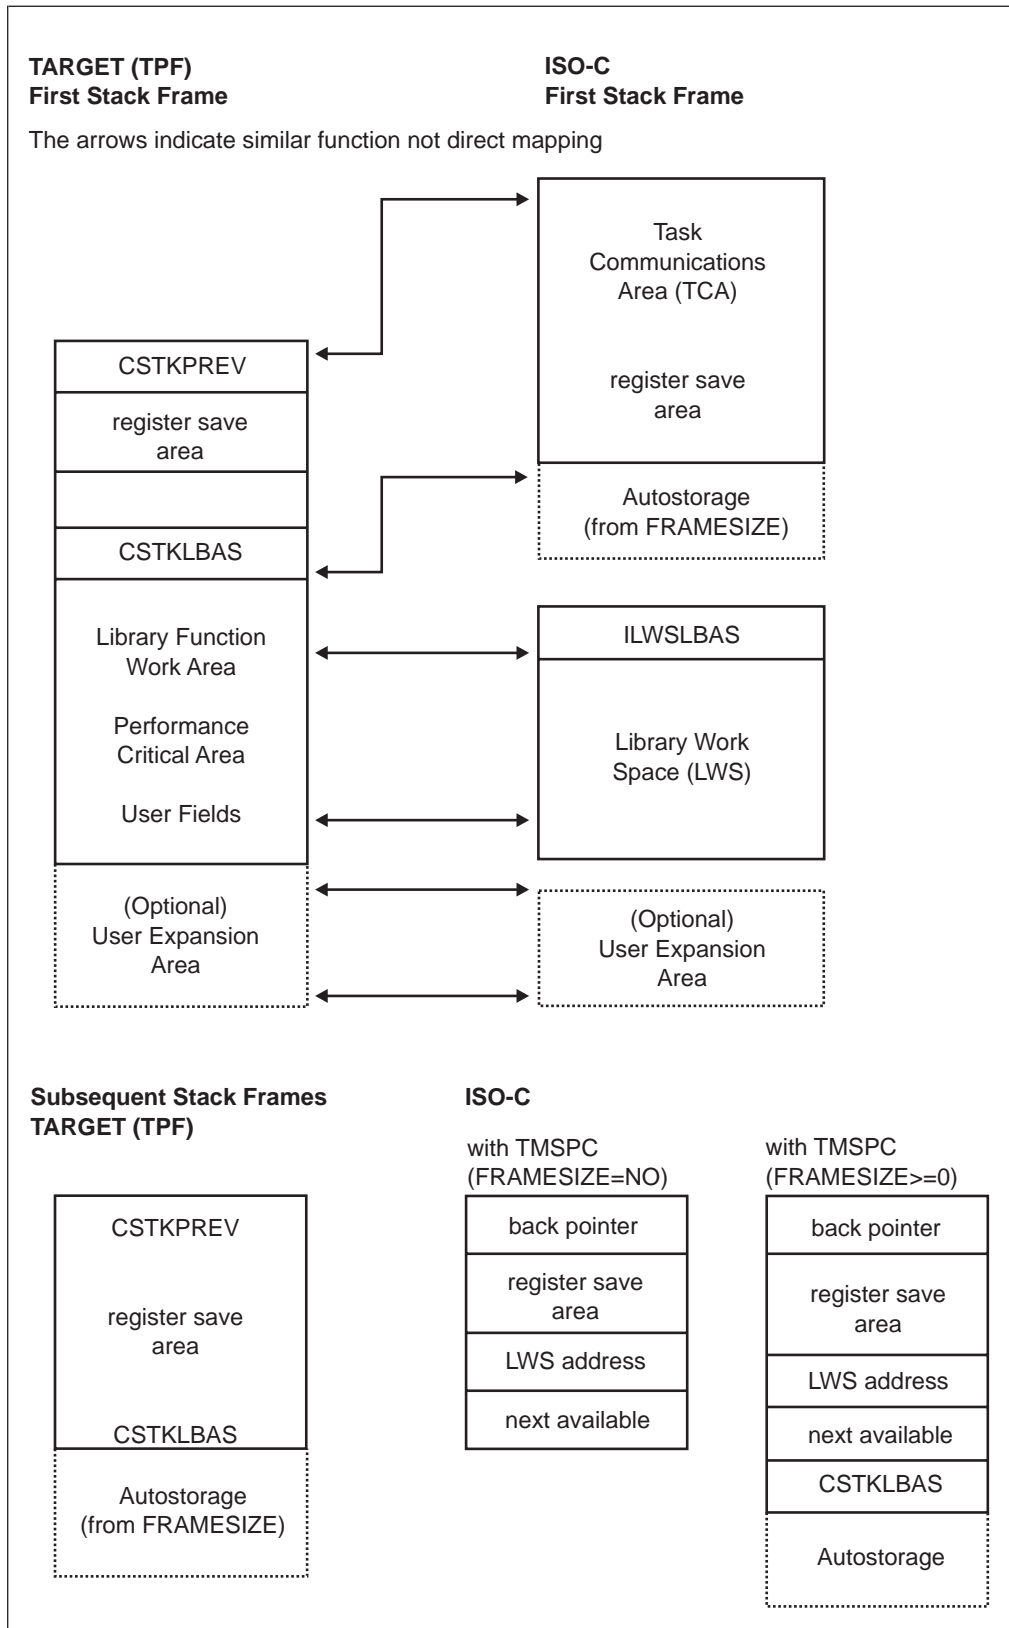 TARGET (TPF)
First Stack Frame
ISO-C
First Stack Frame
The arrows indicate similar function not direct mapping
CSTKPREV
register save
area
CSTKLBAS
Library Function
Work Area
Performance
Critical Area
User Fields
(Optional)
User Expansion
Area
Task
Communications
Area (TCA)
register save
area
Autostorage
(from FRAMESIZE)
ILWSLBAS
Library Work
Space (LWS)
(Optional)
User Expansion
Area
Subsequent Stack Frames
TARGET (TPF)
CSTKPREV
register save
area
CSTKLBAS
Autostorage
(from FRAMESIZE)
ISO-C
with TMSPC
(FRAMESIZE=NO)
back pointer
register save
area
LWS address
next available
with TMSPC
(FRAMESIZE>=0)
back pointer
register save
area
LWS address
next available
CSTKLBAS
Autostorage